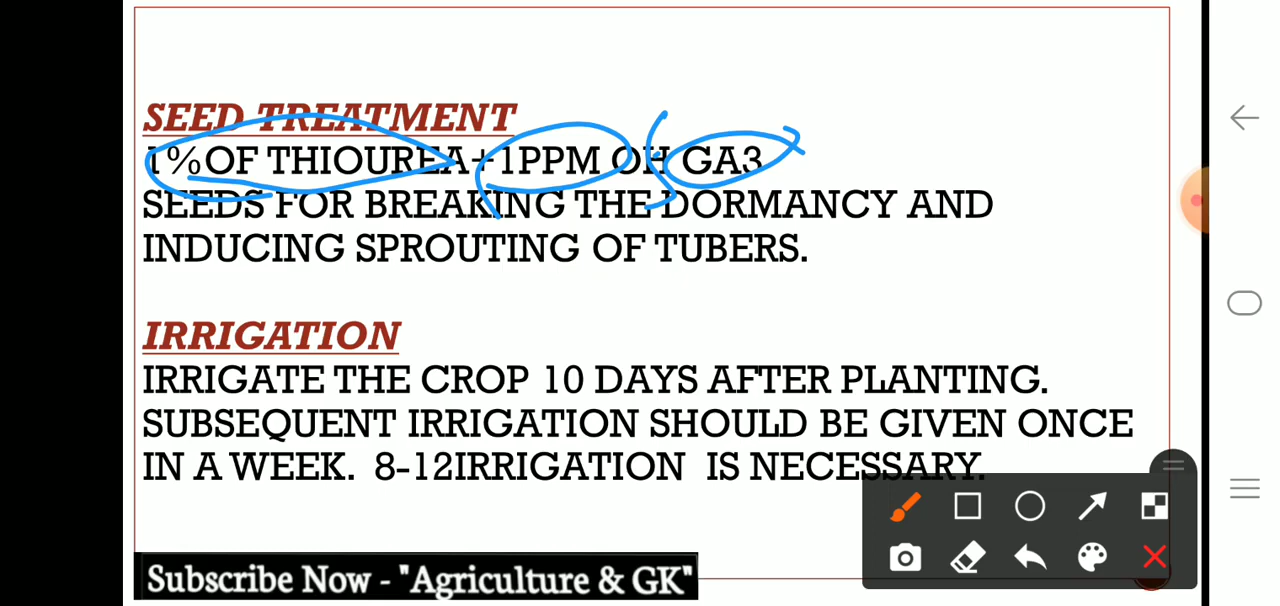 SEED TREATMENT
1% OF THIOUREA+1PPM OH GA3
SEEDS FOR BREAKING THE DORMANCY AND
INDUCING SPROUTING OF TUBERS.
IRRIGATION
IRRIGATE THE CROP 10 DAYS AFTER PLANTING.
SUBSEQUENT IRRIGATION SHOULD BE GIVEN ONCE
IN A WEEK. 8-12IRRIGATION IS NECESSARY.
Subscribe Now - "Agriculture & GK"